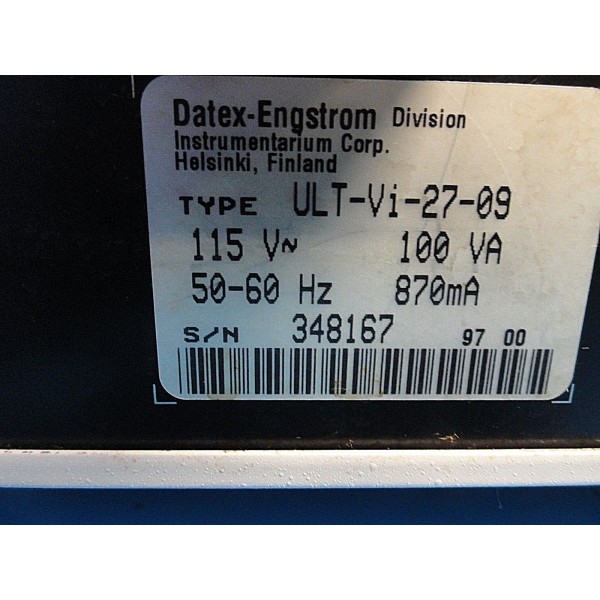 Datex-Engstrom Division
Instrumentarium Corp.
Helsinki, Finland
TYPE ULT-Vi-27-09
115 V~ 100 VA
50-60 Hz 870mA
S/N 348167 97 00